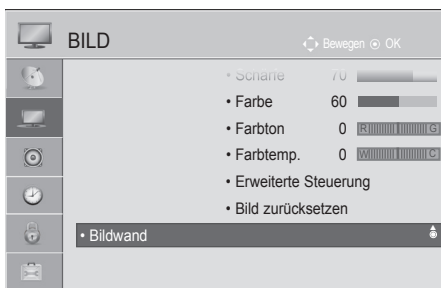 BILD
Bewegen OK
• Schärfe 70
• Farbe 60
• Farbton 0 R G
• Farbtemp. 0 W C
• Erweiterte Steuerung
• Bild zurücksetzen
• Bildwand